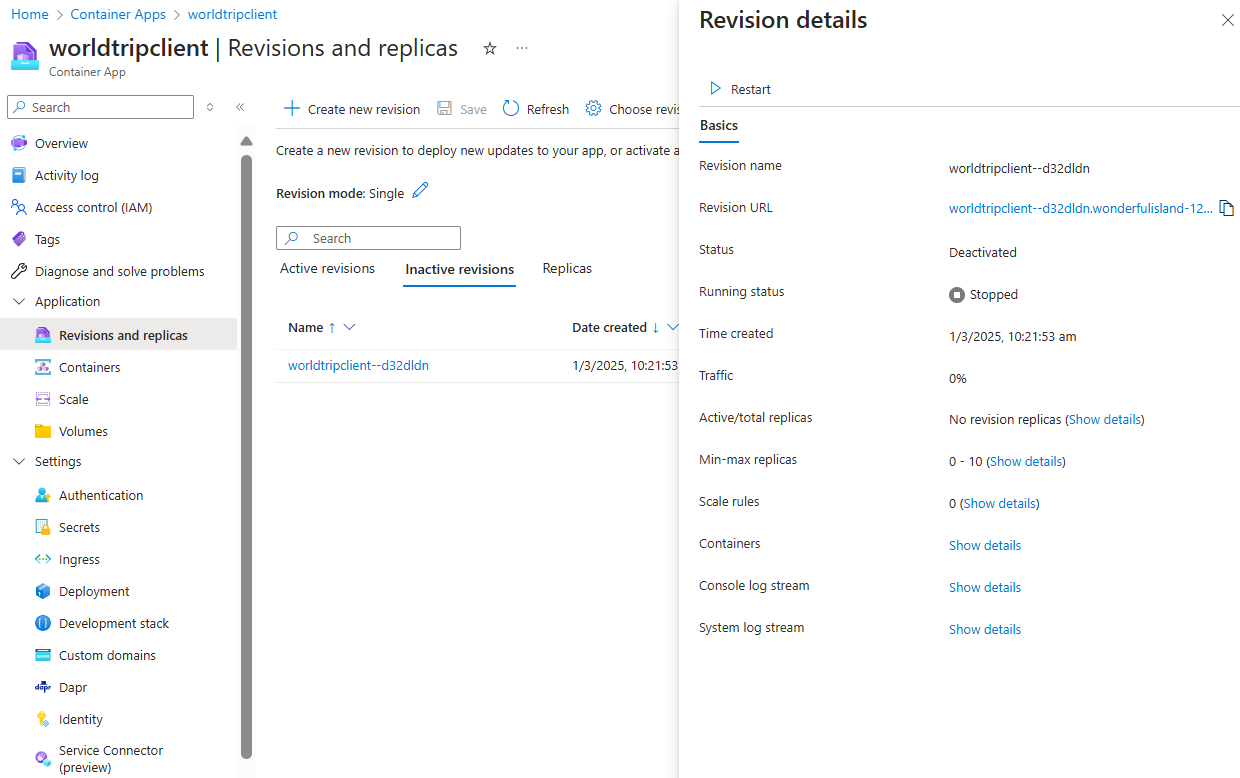 Home > Container Apps > worldtripclient
worldtripclient | Revisions and replicas
Container App
Search
Overview
Activity log
Access control (IAM)
Tags
Diagnose and solve problems
Application
Revisions and replicas
Containers
Scale
Volumes
Settings
Authentication
Secrets
Ingress
Deployment
Development stack
Custom domains
dapr Dapr
Identity
Service Connector
(preview)
Create new revision Save Refresh Choose revis
Create a new revision to deploy new updates to your app, or activate a
Revision mode: Single
Search
Active revisions Inactive revisions Replicas
Name ↑ Date created ↓
worldtripclient--d32dldn 1/3/2025, 10:21:53
Revision details
Restart
Basics
Revision name worldtripclient--d32dldn
Revision URL worldtripclient--d32dldn.wonderfulisland-12...
Status Deactivated
Running status Stopped
Time created 1/3/2025, 10:21:53 am
Traffic 0%
Active/total replicas No revision replicas (Show details)
Min-max replicas 0 - 10 (Show details)
Scale rules 0 (Show details)
Containers Show details
Console log stream Show details
System log stream Show details